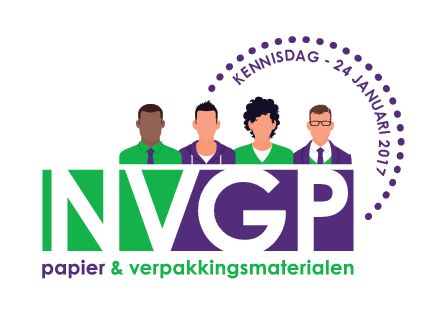 KENNISDAG - 24 JANUARI 2017
NVGP
papier & verpakkingsmaterialen